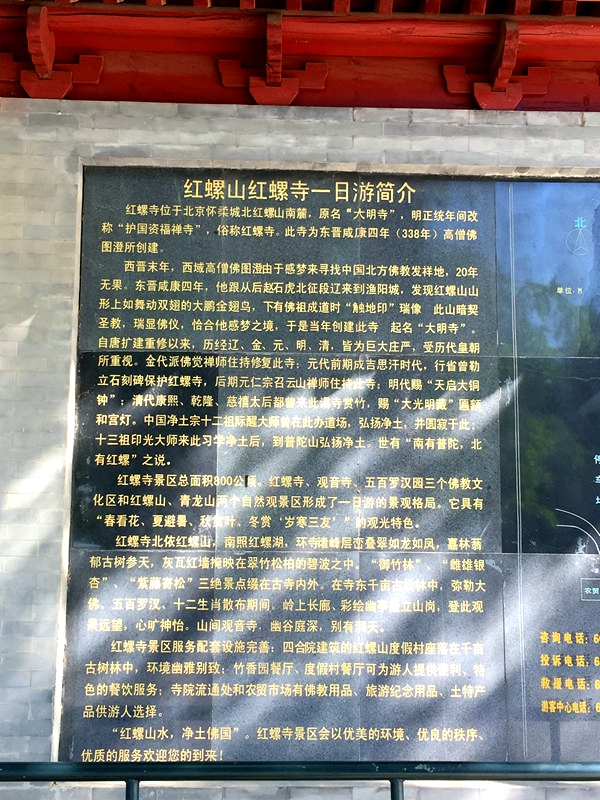 红螺山红螺寺一日游简介
红螺寺位于北京怀柔城北红螺山南麓，原名“大明寺”，明正统年间改
称“护国资福禅寺”，俗称红螺寺。此寺为东晋咸康四年（338年）高僧佛
图澄所创建。
西晋末年，西域高僧佛图澄由于感梦来寻找中国北方佛教发祥地，20年
无果。东晋咸康四年，他跟从后赵石虎北征段辽来到渔阳城，发现红螺山山
形上如舞动双翅的大鹏金翅鸟，下有佛祖成道时“触地印”瑞像 此山暗契
圣教，瑞显佛仪，恰合他感梦之境，于是当年创建此寺 起名“大明寺”。
自唐扩建重修以来，历经辽、金、元、明、清，皆为巨大庄严，受历代皇朝
所重视。金代派佛觉禅师住持修复此寺；元代前期成吉思汗时代，行省曾勒
立石刻碑保护红螺寺，后期元仁宗召云山禅师住持此寺；明代赐“天启大铜
钟”；清代康熙、乾隆、慈禧太后都曾来此遇寺赏竹，赐“大光明藏”匾额
和宫灯。中国净土宗十二祖际醒大师曾在此办道场，弘扬净土，并圆寂于此；
十三祖印光大师来此习学净土后，到普陀山弘扬净土。世有“南有普陀，北
有红螺”之说。
红螺寺景区总面积800公顷。红螺寺、观音寺、五百罗汉园三个佛教文
化区和红螺山、青龙山两个自然观景区形成了一日游的景观格局。它具有
“春看花、夏避暑、秋赏叶、冬赏‘岁寒三友’”的观光特色。
红螺寺北依红螺山，南照红螺湖，环寺诸峰层峦叠翠如龙如凤，嘉林蓊
郁古树参天，灰瓦红墙掩映在翠竹松柏的碧波之中。“御竹林”、“雌雄银
杏”、“紫藤寄松”三绝景点缀在古寺内外。在寺东千亩古松林中，弥勒大
佛、五百罗汉、十二生肖散布期间，岭上长廊、彩绘幽亭耸立山岗，登此观
景远望，心旷神怡。山间观音寺，幽谷庭深，别有洞天。
红螺寺景区服务配套设施完善：四合院建筑的红螺山度假村座落在千亩
古树林中，环境幽雅别致；竹香园餐厅、度假村餐厅可为游人提供便利、特
色的餐饮服务；寺院流通处和农贸市场有佛教用品、旅游纪念用品、土特产
品供游人选择。
“红螺山水，净土佛国”。红螺寺景区会以优美的环境、优良的秩序、
优质的服务欢迎您的到来！
北
单位：M
停
农贸
咨询电话：6
投诉电话：6
救援电话：6
游客中心电话：6